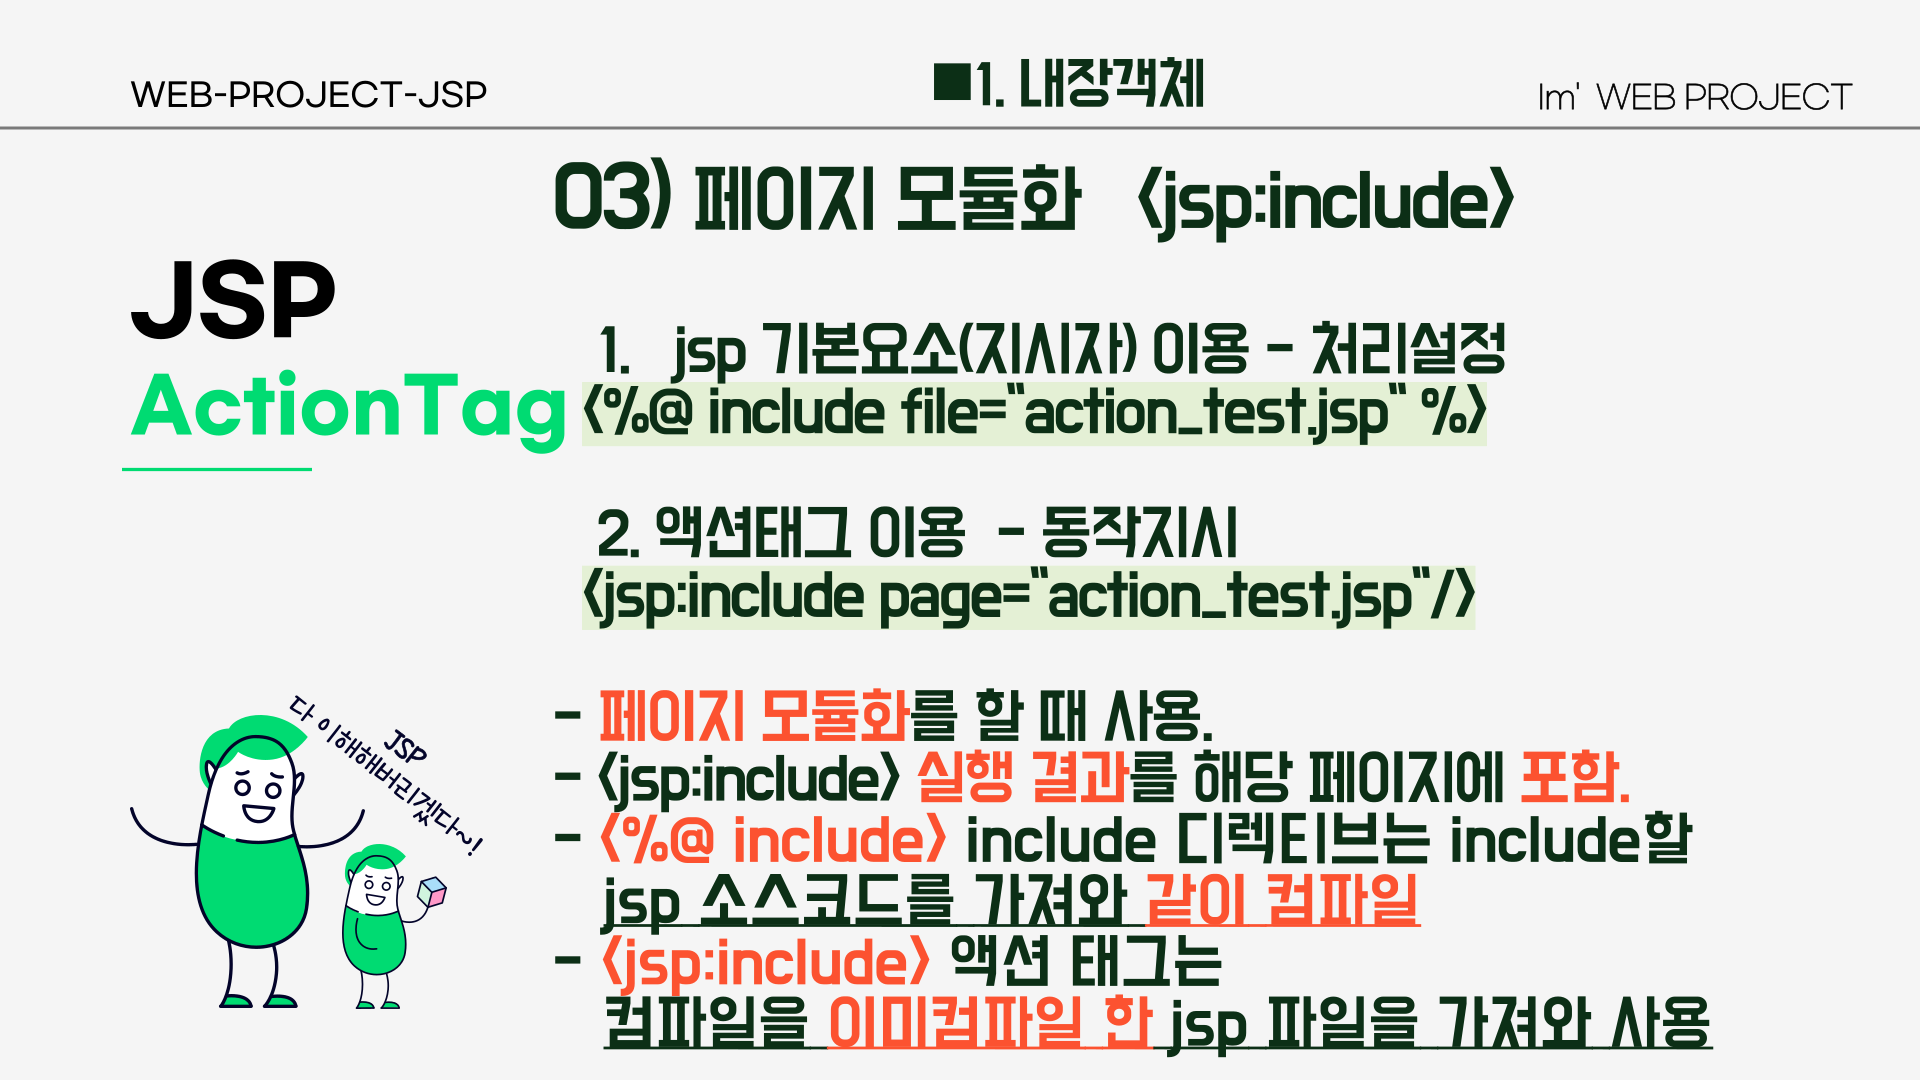 WEB-PROJECT-JSP
■1. 내장객체
Im' WEB PROJECT
03) 페이지 모듈화 <jsp:include>
JSP
ActionTag
1. jsp 기본요소(지시자) 이용 - 처리설정
<%@ include file="action_test.jsp" %>
2. 액션태그 이용 - 동작지시
<jsp:include page="action_test.jsp"/>
- 페이지 모듈화를 할 때 사용.
- <jsp:include> 실행 결과를 해당 페이지에 포함.
- <%@ include> include 디렉티브는 include할
jsp 소스코드를 가져와 같이 컴파일
- <jsp:include> 액션 태그는
컴파일을 이미컴파일 한 jsp 파일을 가져와 사용
JSP
다 이해해버리겠다~!